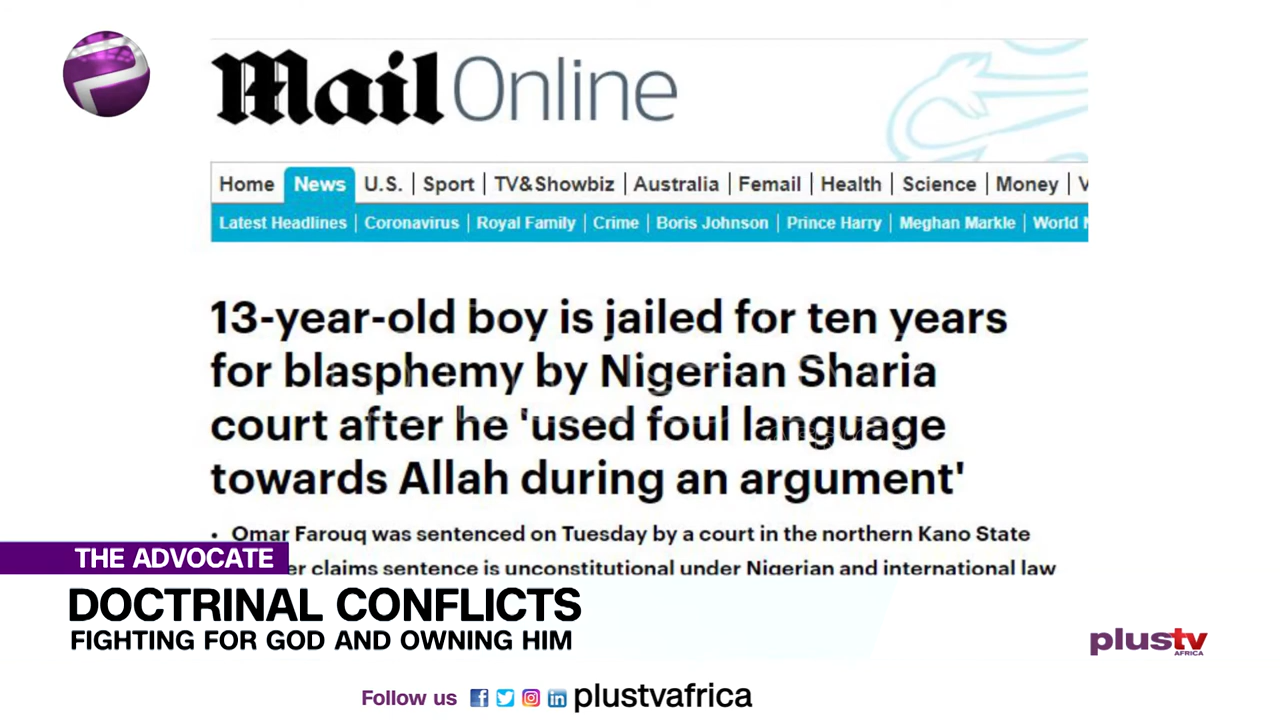 Mail Online
Home News U.S. Sport TV&Showbiz Australia Femail Health Science Money
Latest Headlines Coronavirus Royal Family Crime Boris Johnson Prince Harry Meghan Markle World
13-year-old boy is jailed for ten years
for blasphemy by Nigerian Sharia
court after he 'used foul language
towards Allah during an argument'
• Omar Farouq was sentenced on Tuesday by a court in the northern Kano State
claims sentence is unconstitutional under Nigerian and international law
THE ADVOCATE
DOCTRINAL CONFLICTS
FIGHTING FOR GOD AND OWNING HIM
plustv
AFRICA
Follow us plustvafrica